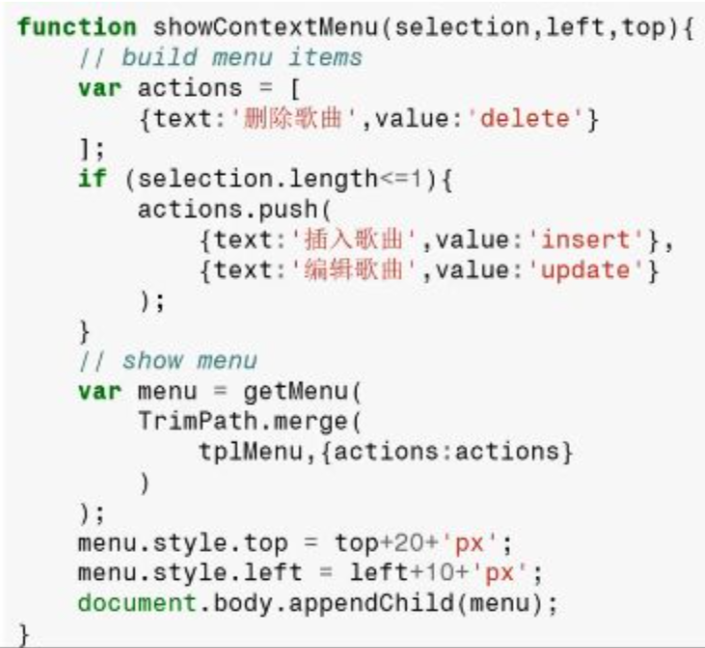 function showContextMenu(selection,left,top){
    // build menu items
    var actions = [
        {text:'删除歌曲',value:'delete'}
    ];
    if (selection.length<=1){
        actions.push(
            {text:'插入歌曲',value:'insert'},
            {text:'编辑歌曲',value:'update'}
        );
    }
    // show menu
    var menu = getMenu(
        TrimPath.merge(
            tplMenu,{actions:actions}
        )
    );
    menu.style.top = top+20+'px';
    menu.style.left = left+10+'px';
    document.body.appendChild(menu);
}